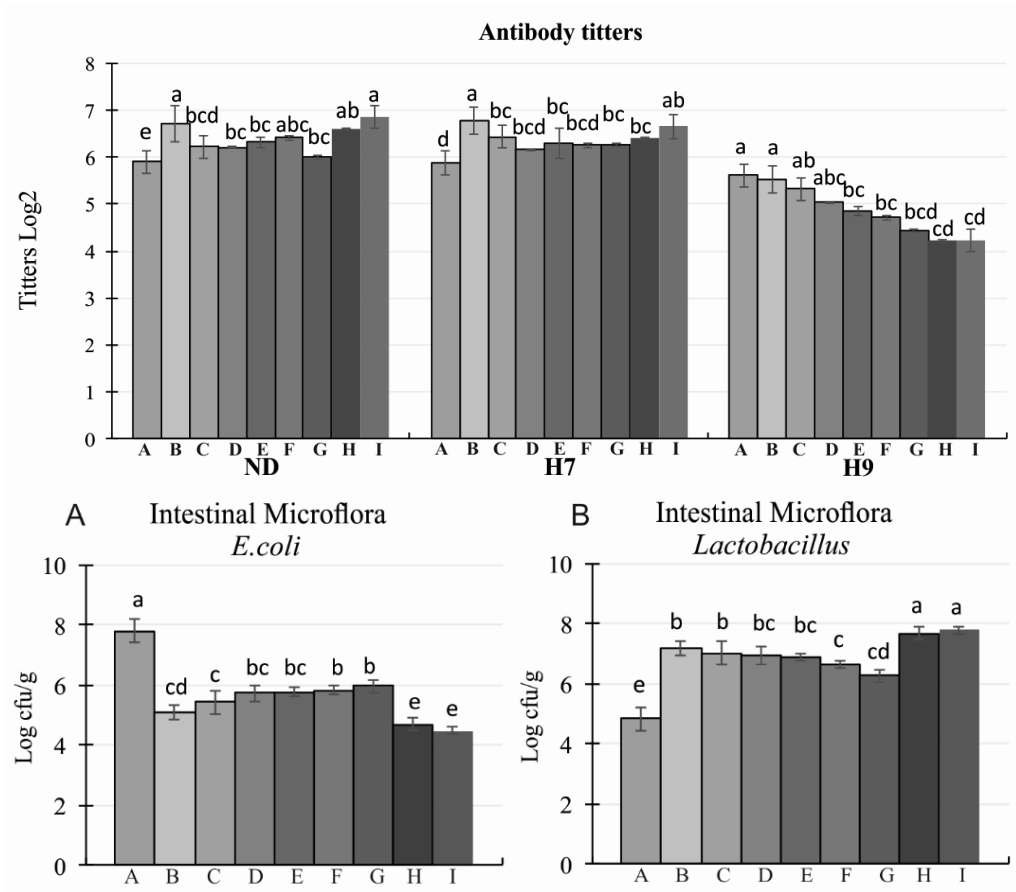 Antibody titters
Titters Log2
8
7
6
5
4
3
2
1
0
e a bcd bc bc abc bc ab a
d a bc bcd bc bcd bc bc ab
a a ab abc bc bc bcd cd cd
A B C D E F G H I
A B C D E F G H I
A B C D E F G H I
ND H7 H9
A
Intestinal Microflora
E.coli
Log cfu/g
10
8
6
4
2
0
a cd c bc bc b b e e
A B C D E F G H I
B
Intestinal Microflora
Lactobacillus
Log cfu/g
10
8
6
4
2
0
e b b bc bc c cd a a
A B C D E F G H I